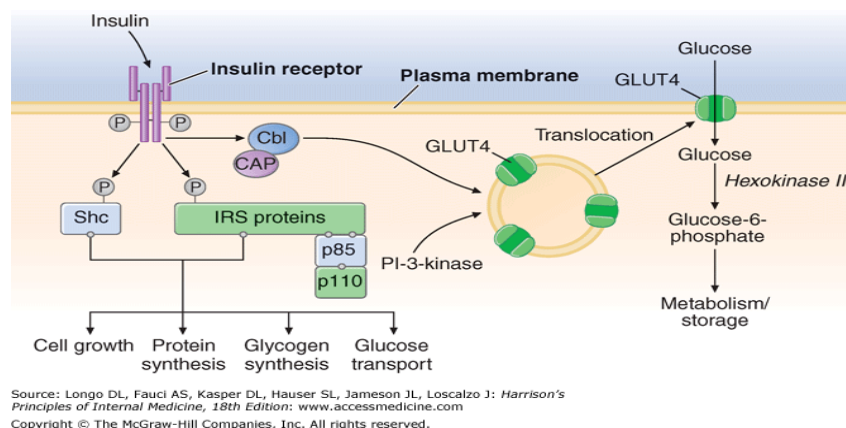 Insulin
Insulin receptor
Plasma membrane
Glucose
GLUT4
P
P
Cbl
CAP
GLUT4
Translocation
Glucose
Hexokinase II
P
P
Shc
IRS proteins
p85
p110
PI-3-kinase
Glucose-6-
phosphate
Metabolism/
storage
Cell growth
Protein
synthesis
Glycogen
synthesis
Glucose
transport
Source: Longo DL, Fauci AS, Kasper DL, Hauser SL, Jameson JL, Loscalzo J: Harrison's
Principles of Internal Medicine, 18th Edition: www.accessmedicine.com
Copyright © The McGraw-Hill Companies, Inc. All rights reserved.